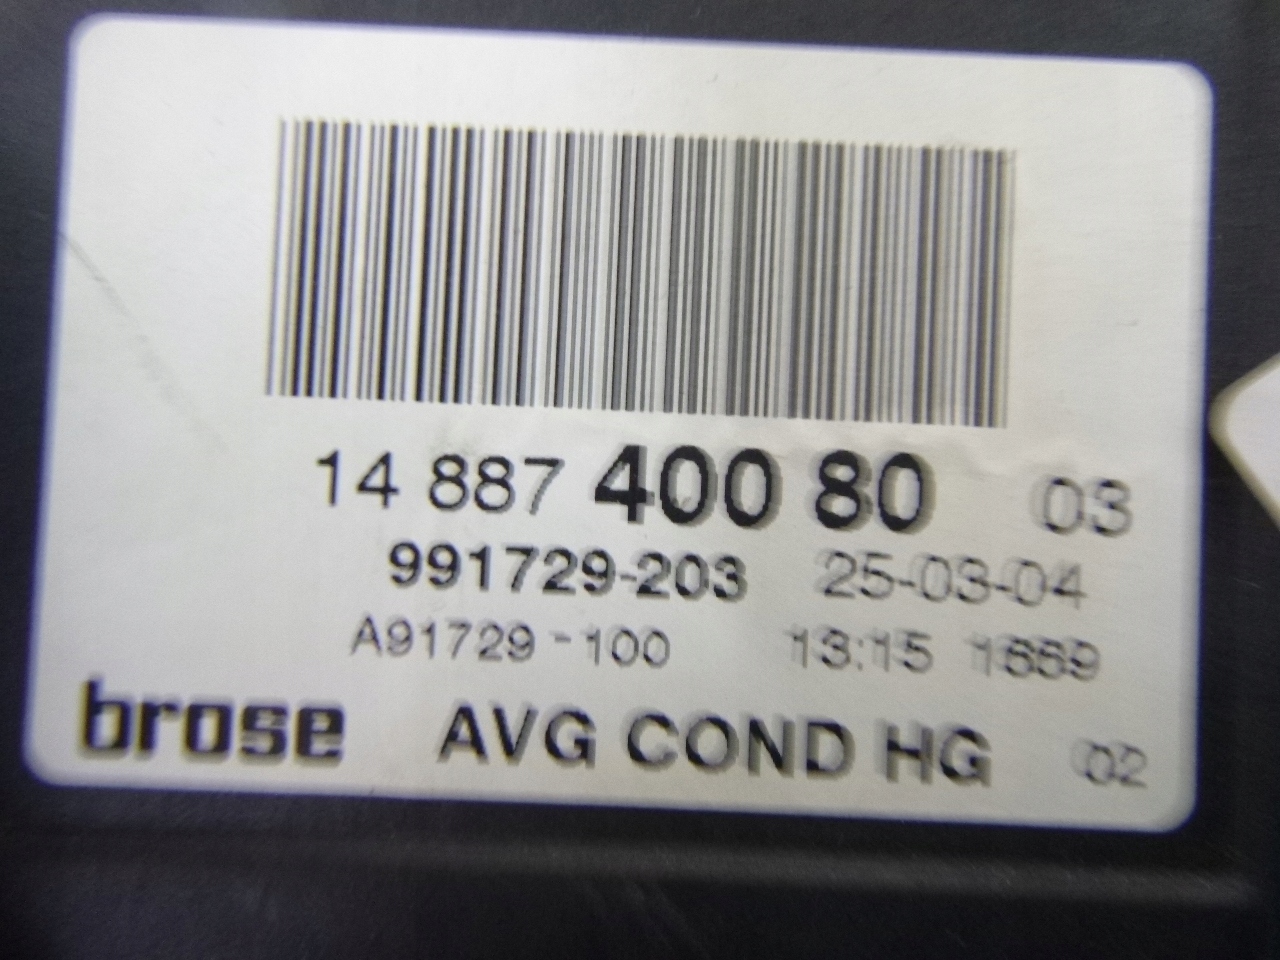 14 887 400 80 03
991729-203 25-03-04
A91729-100 13:15 1669
brose AVG COND HG 02